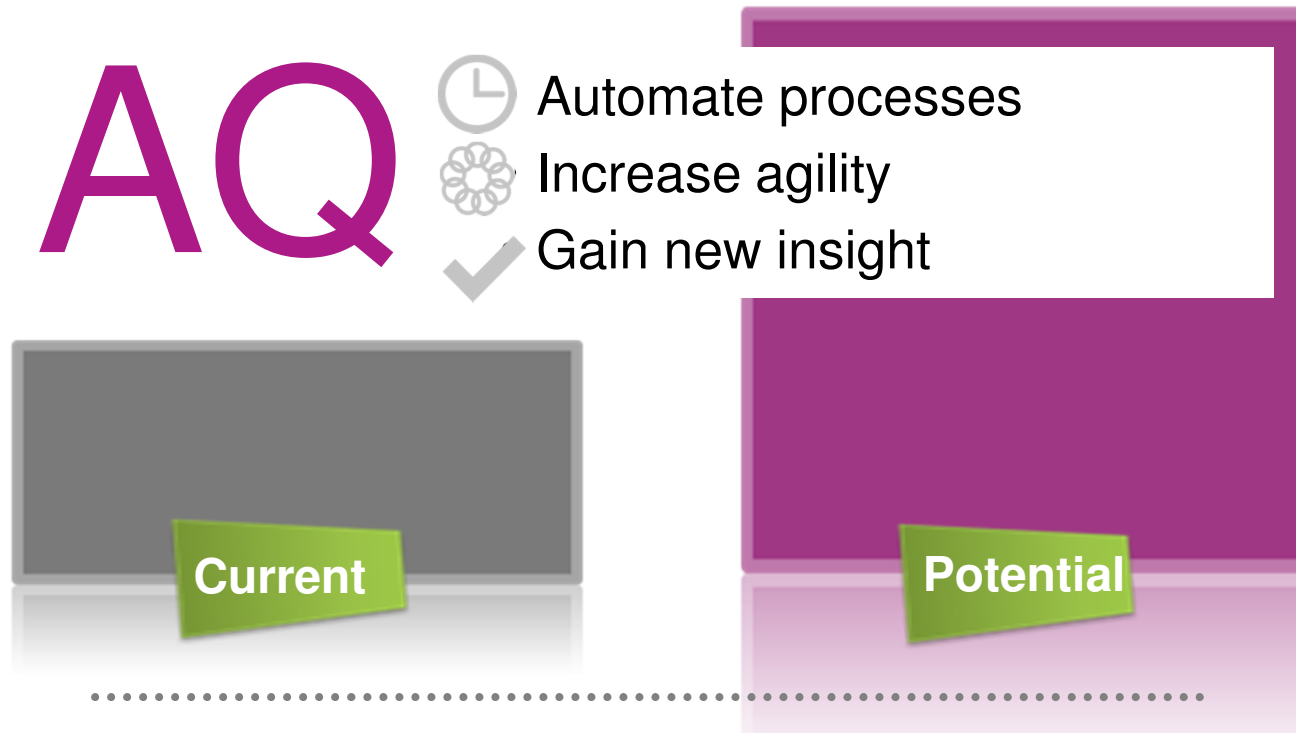 AQ
Automate processes
Increase agility
Gain new insight
Current
Potential